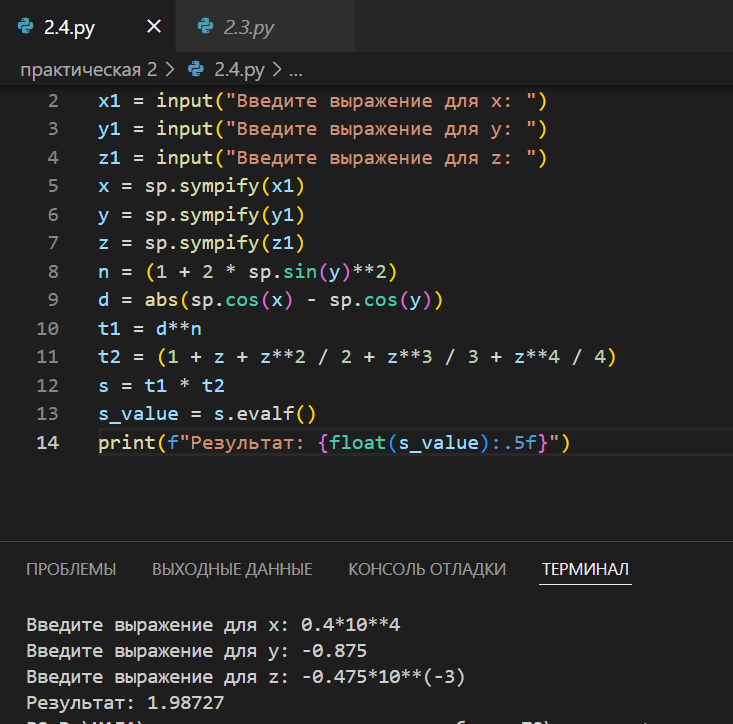 2.4.py
2.3.py
практическая 2 > 2.4.py > ...
2 x1 = input("Введите выражение для x: ")
3 y1 = input("Введите выражение для y: ")
4 z1 = input("Введите выражение для z: ")
5 x = sp.sympify(x1)
6 y = sp.sympify(y1)
7 z = sp.sympify(z1)
8 n = (1 + 2 * sp.sin(y)**2)
9 d = abs(sp.cos(x) - sp.cos(y))
10 t1 = d**n
11 t2 = (1 + z + z**2 / 2 + z**3 / 3 + z**4 / 4)
12 s = t1 * t2
13 s_value = s.evalf()
14 print(f"Результат: {float(s_value):.5f}")
ПРОБЛЕМЫ ВЫХОДНЫЕ ДАННЫЕ КОНСОЛЬ ОТЛАДКИ ТЕРМИНАЛ
Введите выражение для x: 0.4*10**4
Введите выражение для y: -0.875
Введите выражение для z: -0.475*10**(-3)
Результат: 1.98727